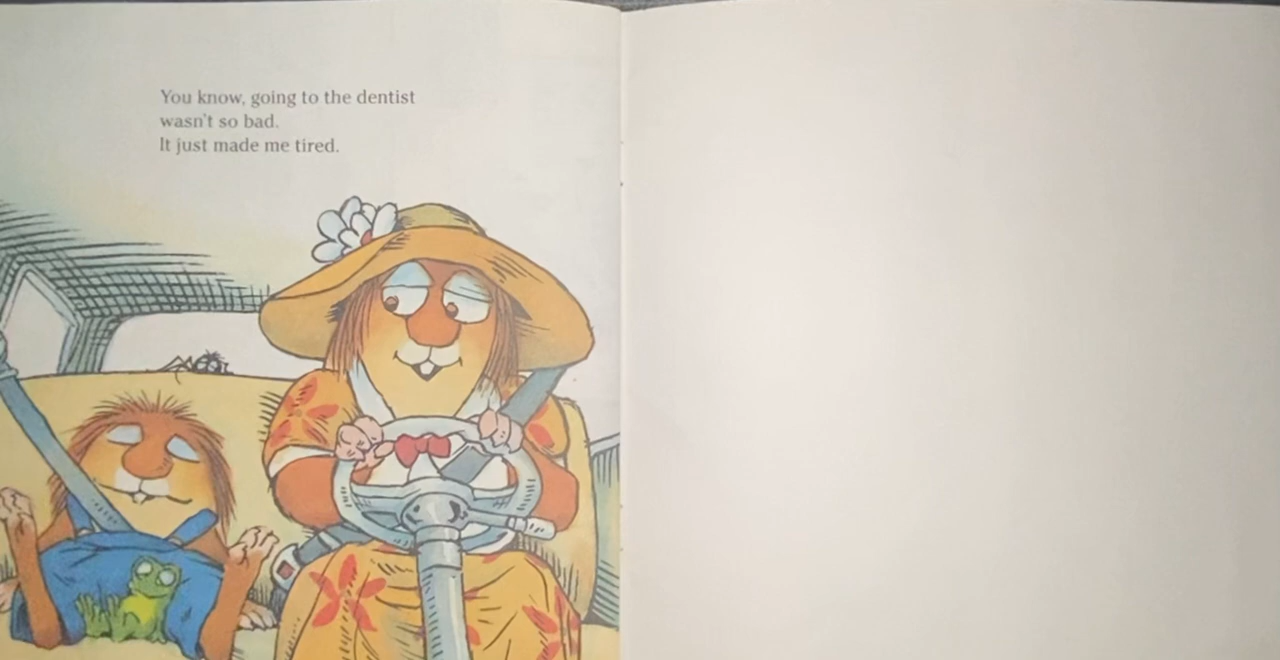 You know, going to the dentist
wasn't so bad.
It just made me tired.